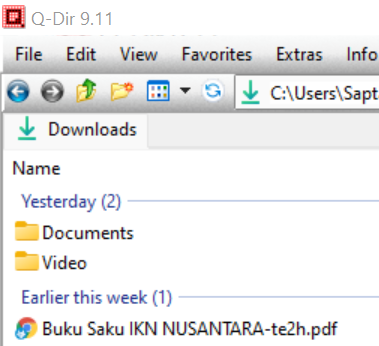 Q-Dir 9.11
File Edit View Favorites Extras Info
C:\Users\Sapt
Downloads
Name
Yesterday (2)
Documents
Video
Earlier this week (1)
Buku Saku IKN NUSANTARA-te2h.pdf